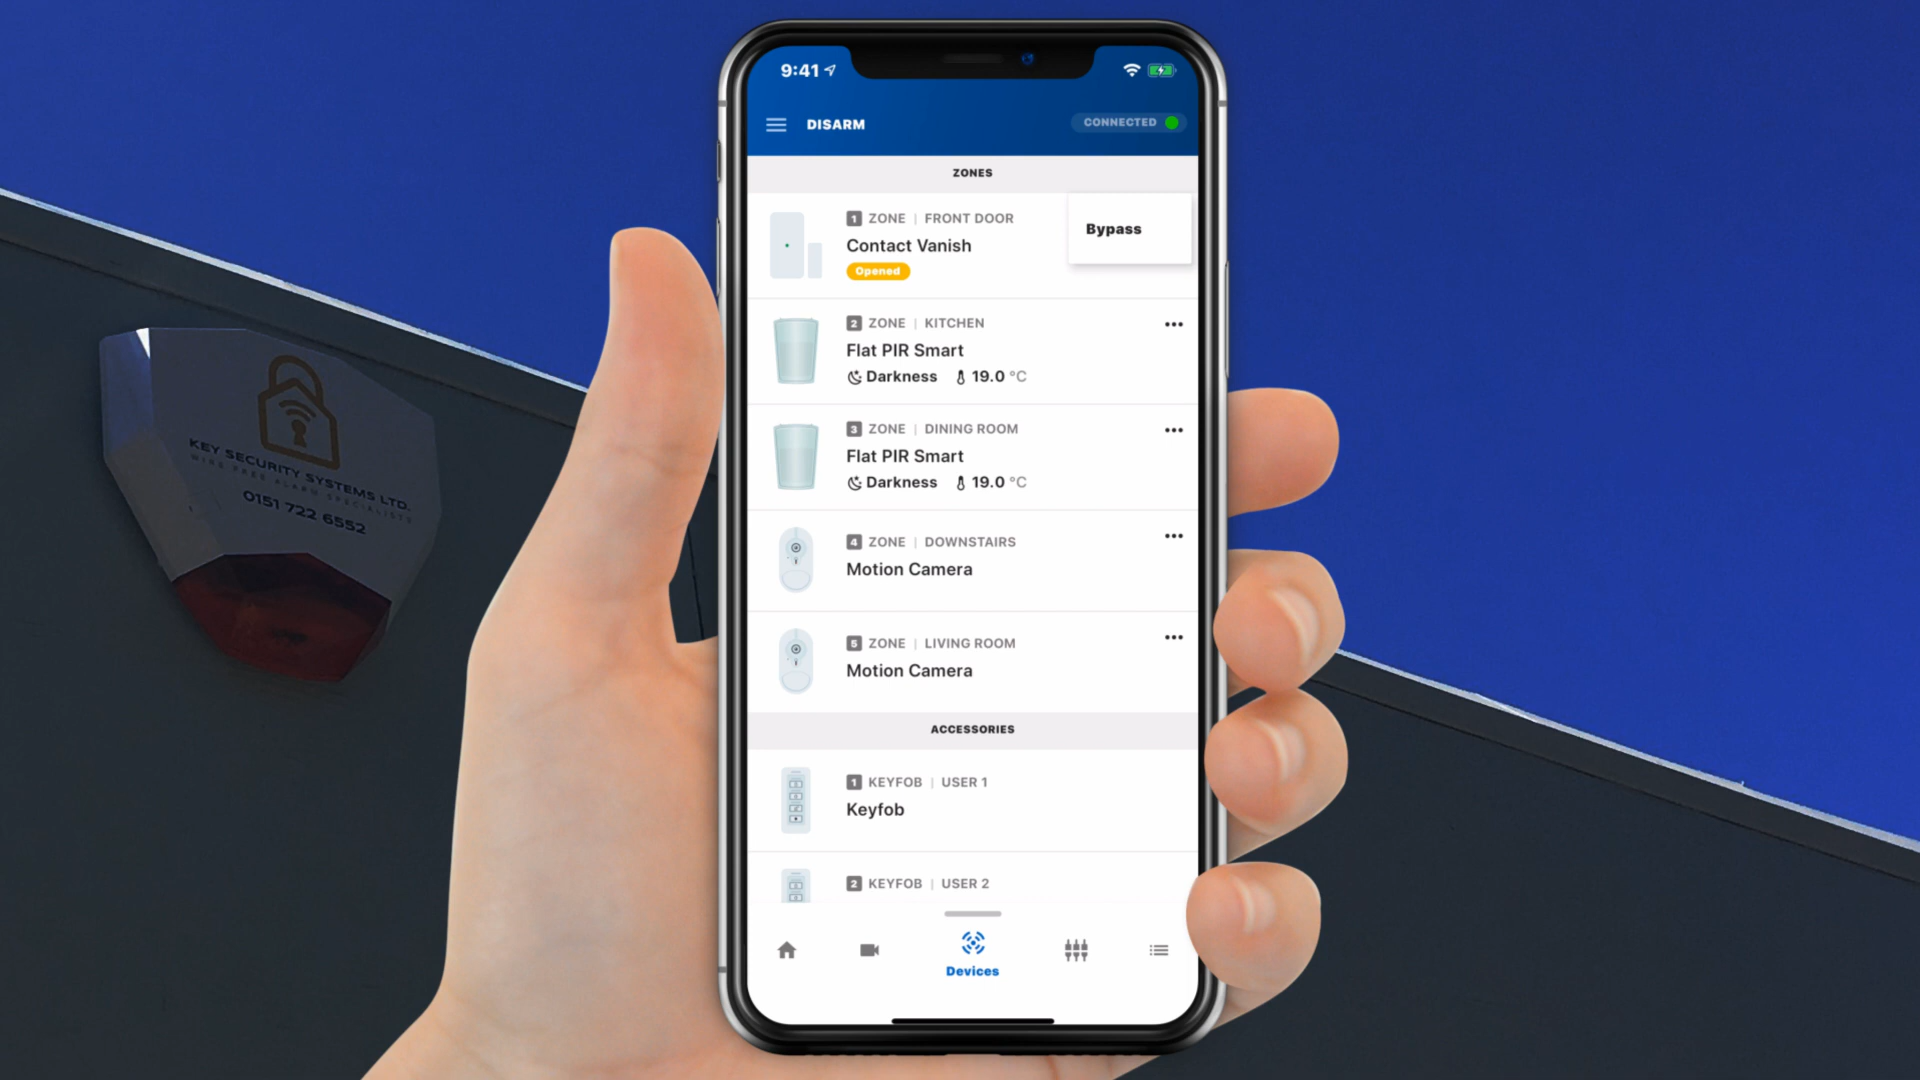 9:41
DISARM
CONNECTED
ZONES
1 ZONE | FRONT DOOR
Contact Vanish
Opened
Bypass
2 ZONE | KITCHEN
Flat PIR Smart
Darkness 19.0 °C
3 ZONE | DINING ROOM
Flat PIR Smart
Darkness 19.0 °C
4 ZONE | DOWNSTAIRS
Motion Camera
5 ZONE | LIVING ROOM
Motion Camera
ACCESSORIES
1 KEYFOB | USER 1
Keyfob
2 KEYFOB | USER 2
Devices
KEY SECURITY SYSTEMS LTD.
WIRE FREE ALARM SPECIALISTS
0151 722 6552